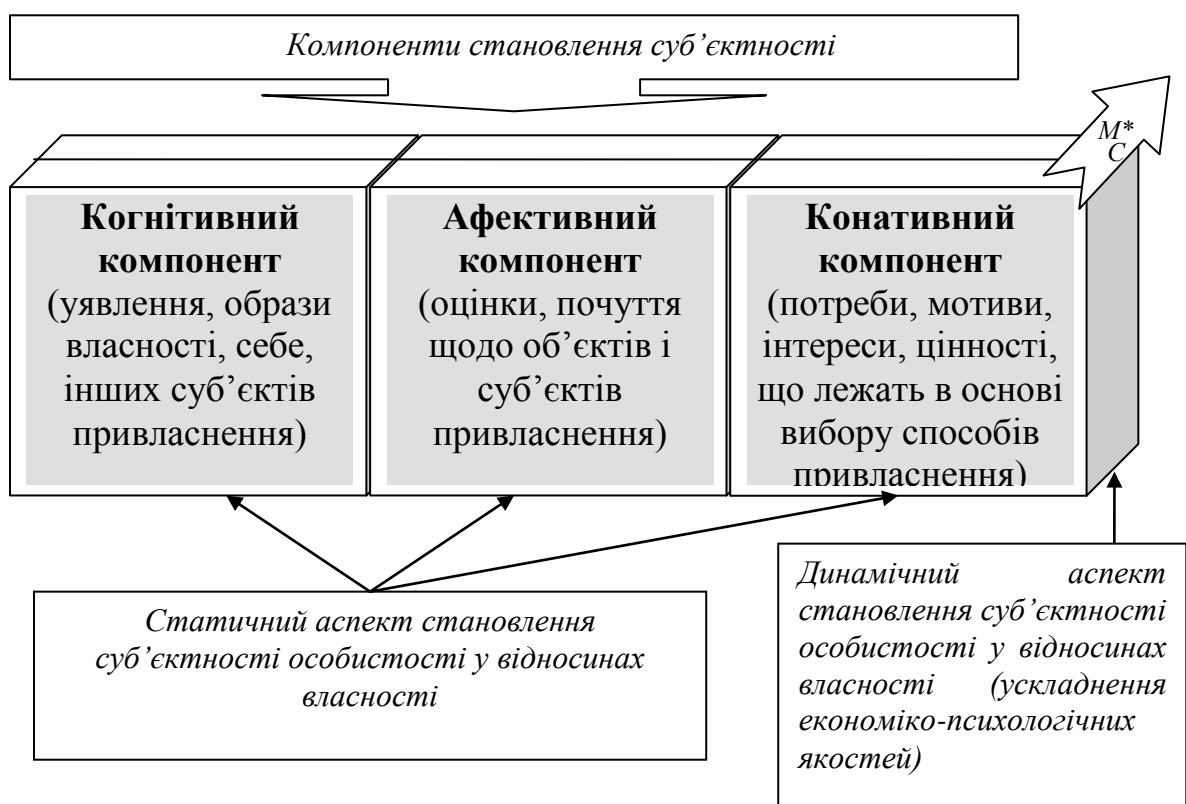 Компоненти становлення суб’єктності
М*
С
Когнітивний
компонент
(уявлення, образи
власності, себе,
інших суб’єктів
привласнення)
Афективний
компонент
(оцінки, почуття
щодо об’єктів і
суб’єктів
привласнення)
Конативний
компонент
(потреби, мотиви,
інтереси, цінності,
що лежать в основі
вибору способів
привласнення)
Статичний аспект становлення
суб’єктності особистості у відносинах
власності
Динамічний аспект
становлення суб’єктності
особистості у відносинах
власності (ускладнення
економіко-психологічних
якостей)